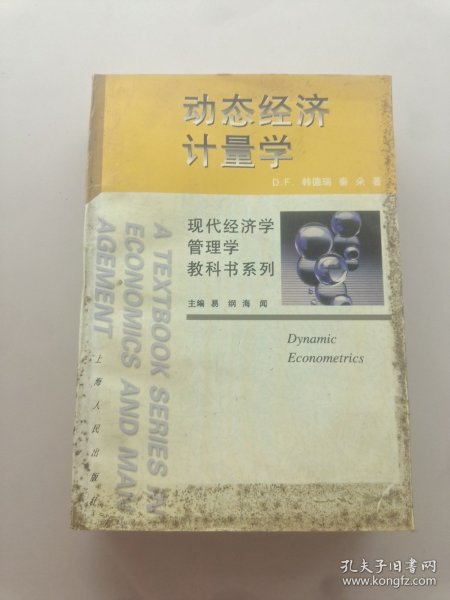 动态经济
计量学
D.F. 韩德瑞 秦 朵 著
现代经济学
管理学
教科书系列
主编 易 纲 海 闻
Dynamic
Econometrics
A TEXTBOOK SERIES IN
ECONOMICS AND MAN
AGEMENT
上海人民出版社
孔夫子旧书网
www.kongfz.com